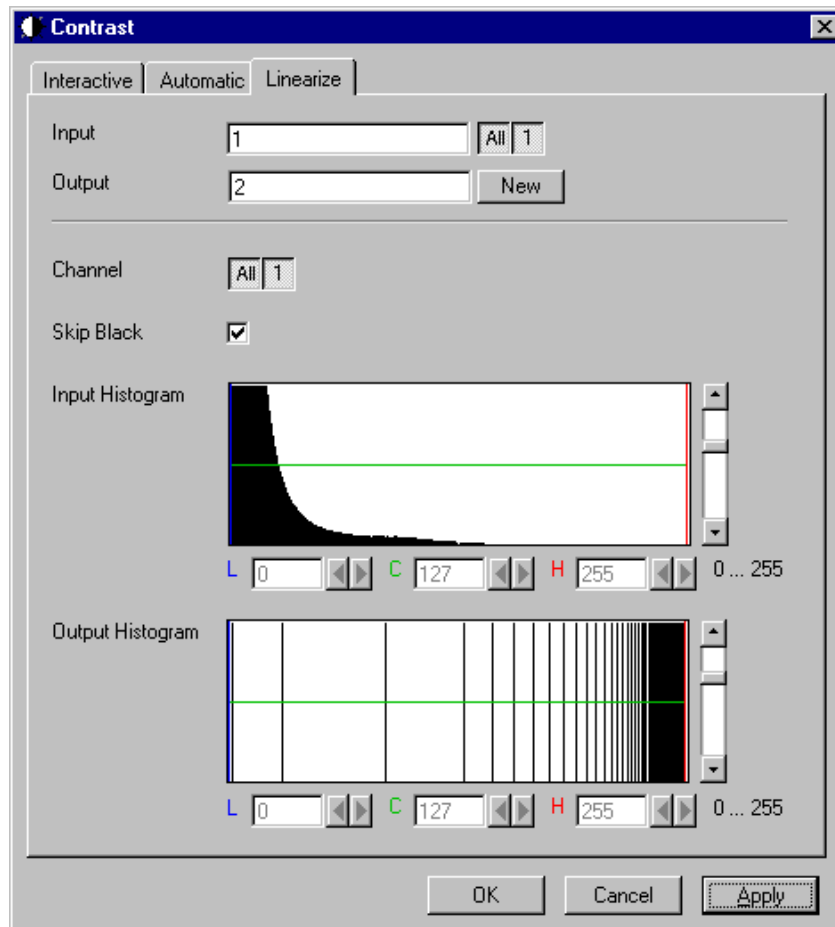 Contrast
Interactive Automatic Linearize
Input 1 All 1
Output 2 New
Channel All 1
Skip Black
Input Histogram
L 0 C 127 H 255 0 ... 255
Output Histogram
L 0 C 127 H 255 0 ... 255
OK Cancel Apply